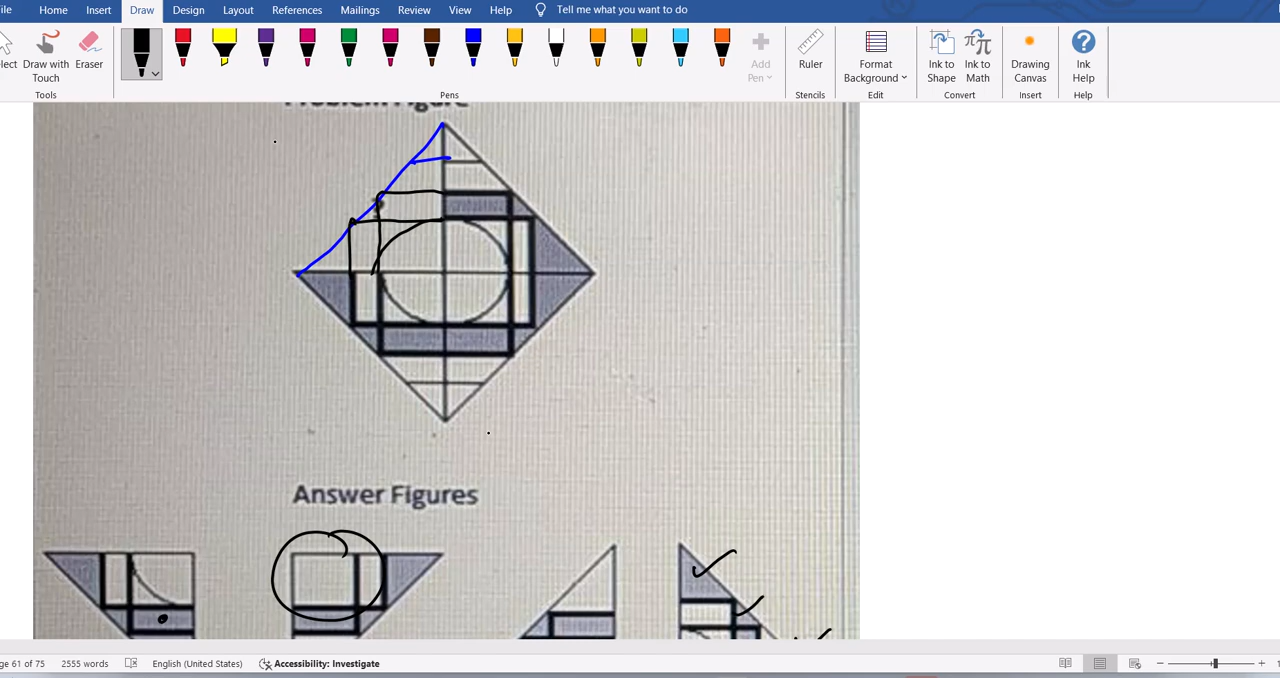 ile Home Insert Draw Design Layout References Mailings Review View Help Tell me what you want to do
lect Draw with Touch Eraser Add Pen Ruler Format Background Ink to Shape Ink to Math Drawing Canvas Ink Help
Tools Pens Stencils Edit Convert Insert Help
Problem Figure
Answer Figures
ge 61 of 75 2555 words English (United States) Accessibility: Investigate